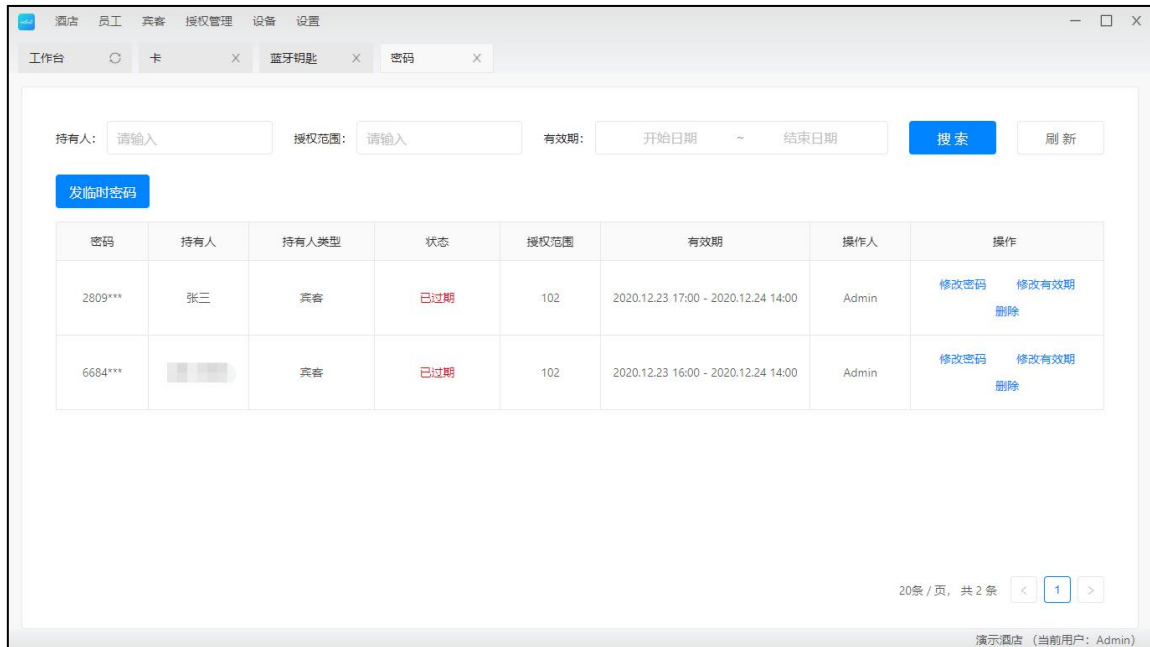 酒店 员工 宾客 授权管理 设备 设置
工作台 卡 蓝牙钥匙 密码
持有人： 请输入 授权范围： 请输入 有效期： 开始日期 ~ 结束日期 搜索 刷新
发临时密码
密码 持有人 持有人类型 状态 授权范围 有效期 操作人 操作
2809*** 张三 宾客 已过期 102 2020.12.23 17:00 - 2020.12.24 14:00 Admin 修改密码 修改有效期
删除
6684*** 宾客 已过期 102 2020.12.23 16:00 - 2020.12.24 14:00 Admin 修改密码 修改有效期
删除
20条 / 页， 共 2 条 < 1 >
演示酒店 （当前用户：Admin）